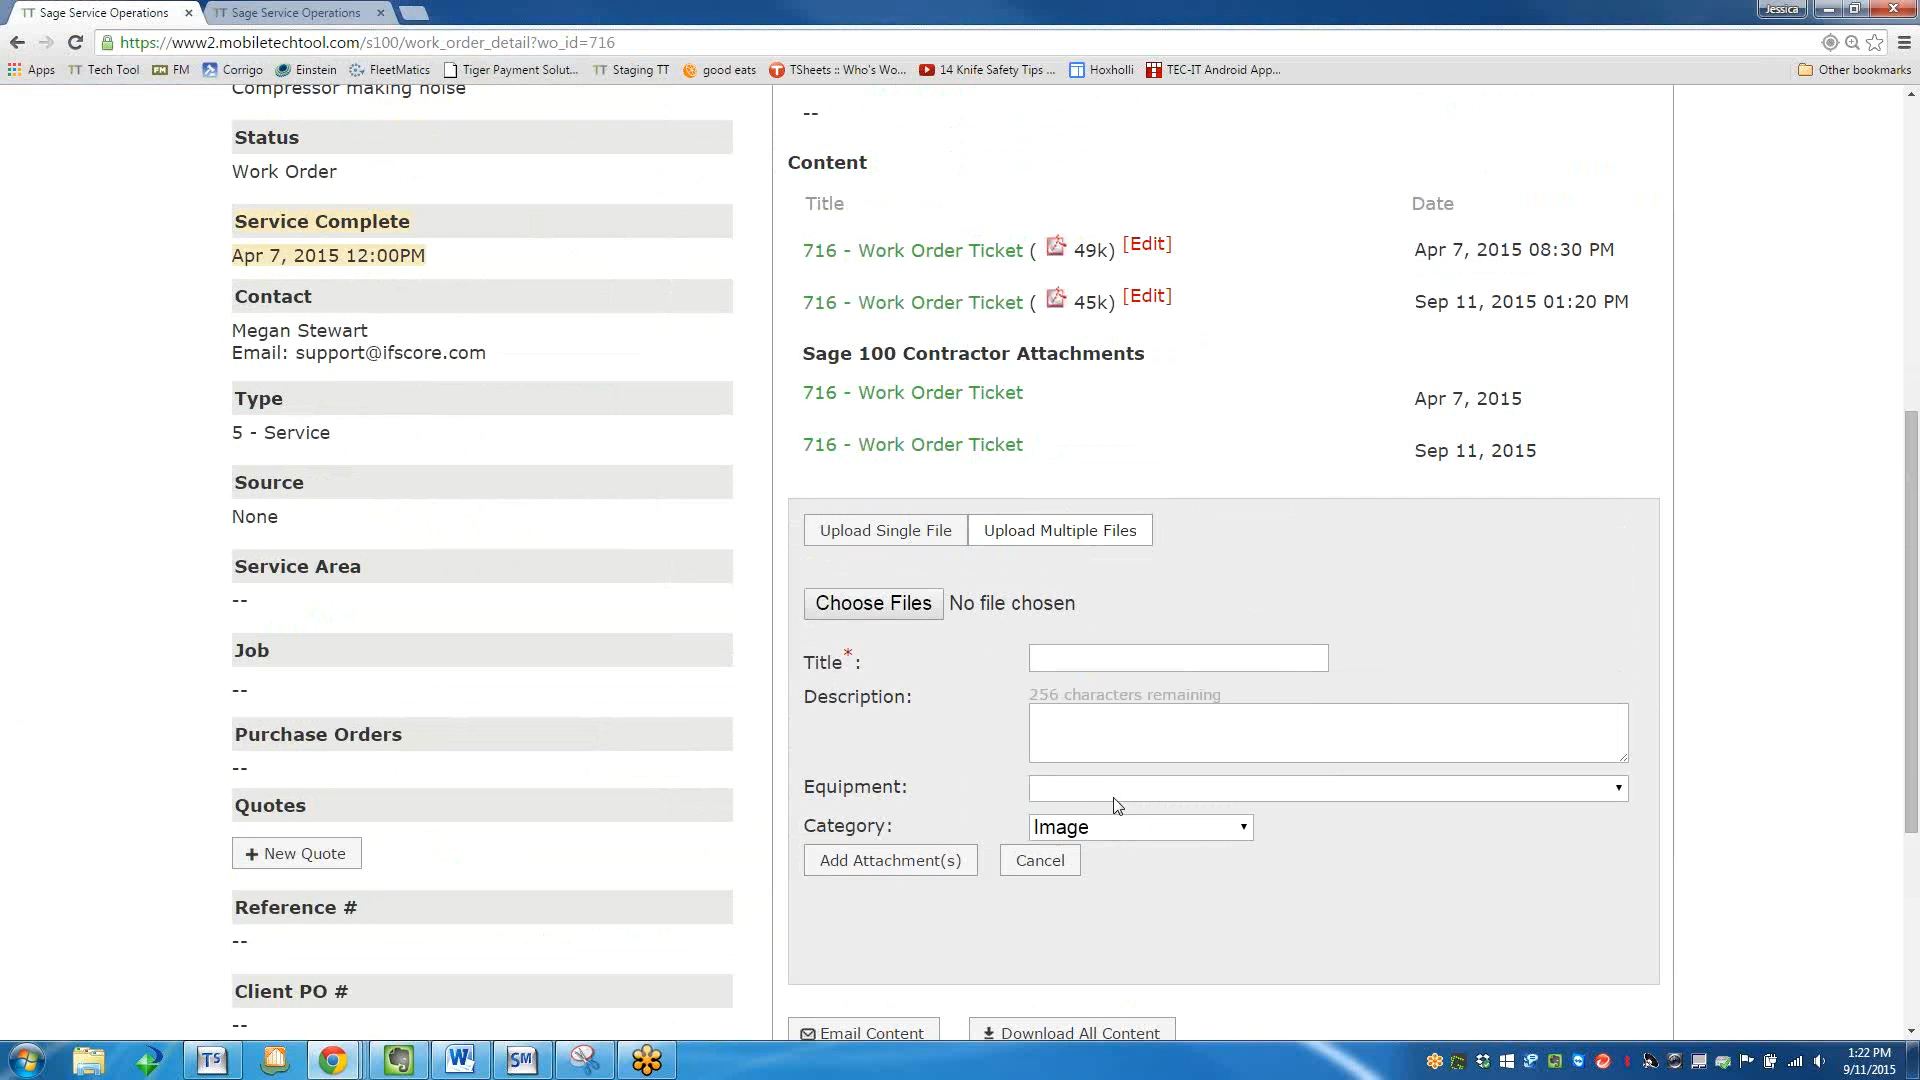 TT Sage Service Operations
TT Sage Service Operations
Jessica
https://www2.mobiletechtool.com/s100/work_order_detail?wo_id=716
Apps
TT Tech Tool
FM FM
Corrigo
Einstein
FleetMatics
Tiger Payment Solut...
TT Staging TT
good eats
TSheets :: Who's Wo...
14 Knife Safety Tips ...
Hoxholli
TEC-IT Android App...
Other bookmarks
Compressor making noise
Status
Work Order
Service Complete
Apr 7, 2015 12:00PM
Contact
Megan Stewart
Email: support@ifscore.com
Type
5 - Service
Source
None
Service Area
--
Job
--
Purchase Orders
--
Quotes
+ New Quote
Reference #
--
Client PO #
--
--
Content
Title Date
716 - Work Order Ticket ( 49k) [Edit] Apr 7, 2015 08:30 PM
716 - Work Order Ticket ( 45k) [Edit] Sep 11, 2015 01:20 PM
Sage 100 Contractor Attachments
716 - Work Order Ticket Apr 7, 2015
716 - Work Order Ticket Sep 11, 2015
Upload Single File Upload Multiple Files
Choose Files No file chosen
Title*:
Description: 256 characters remaining
Equipment:
Category: Image
Add Attachment(s) Cancel
Email Content Download All Content
TS
W
SM
1:22 PM
9/11/2015